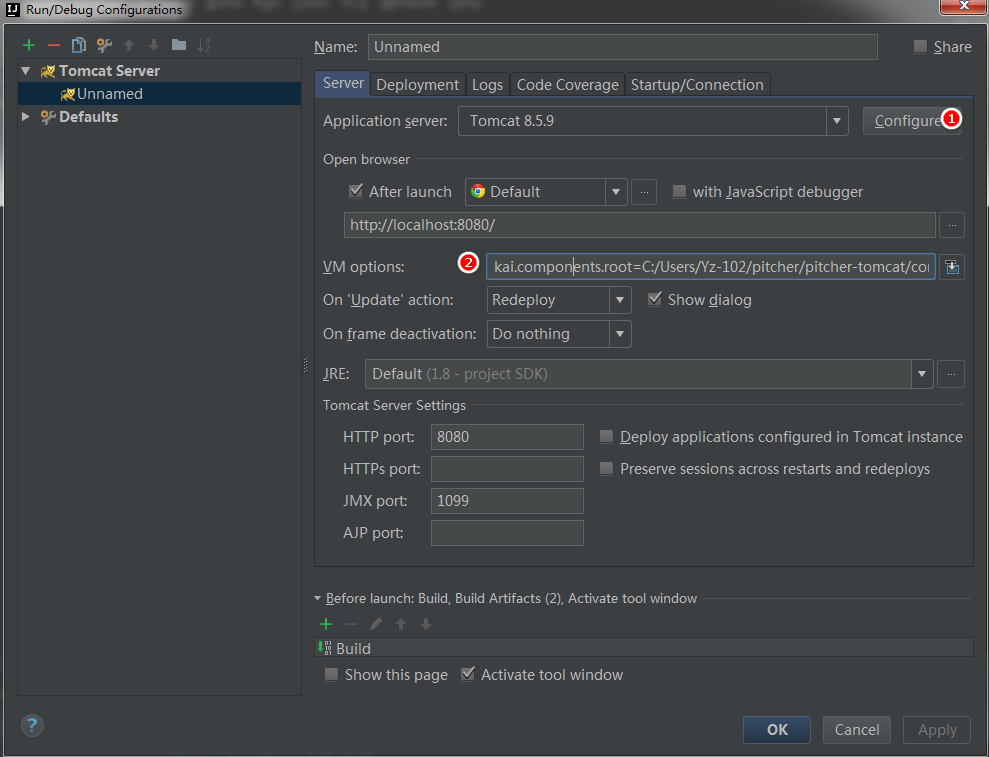 Run/Debug Configurations
Name: Unnamed Share
Tomcat Server
Unnamed
Defaults
Server Deployment Logs Code Coverage Startup/Connection
Application server: Tomcat 8.5.9 Configure 1
Open browser
After launch Default ... with JavaScript debugger
http://localhost:8080/ ...
VM options: 2 kai.components.root=C:/Users/Yz-102/pitcher/pitcher-tomcat/co
On 'Update' action: Redeploy Show dialog
On frame deactivation: Do nothing
JRE: Default (1.8 - project SDK) ...
Tomcat Server Settings
HTTP port: 8080 Deploy applications configured in Tomcat instance
HTTPs port: Preserve sessions across restarts and redeploys
JMX port: 1099
AJP port:
Before launch: Build, Build Artifacts (2), Activate tool window
Build
Show this page Activate tool window
? OK Cancel Apply